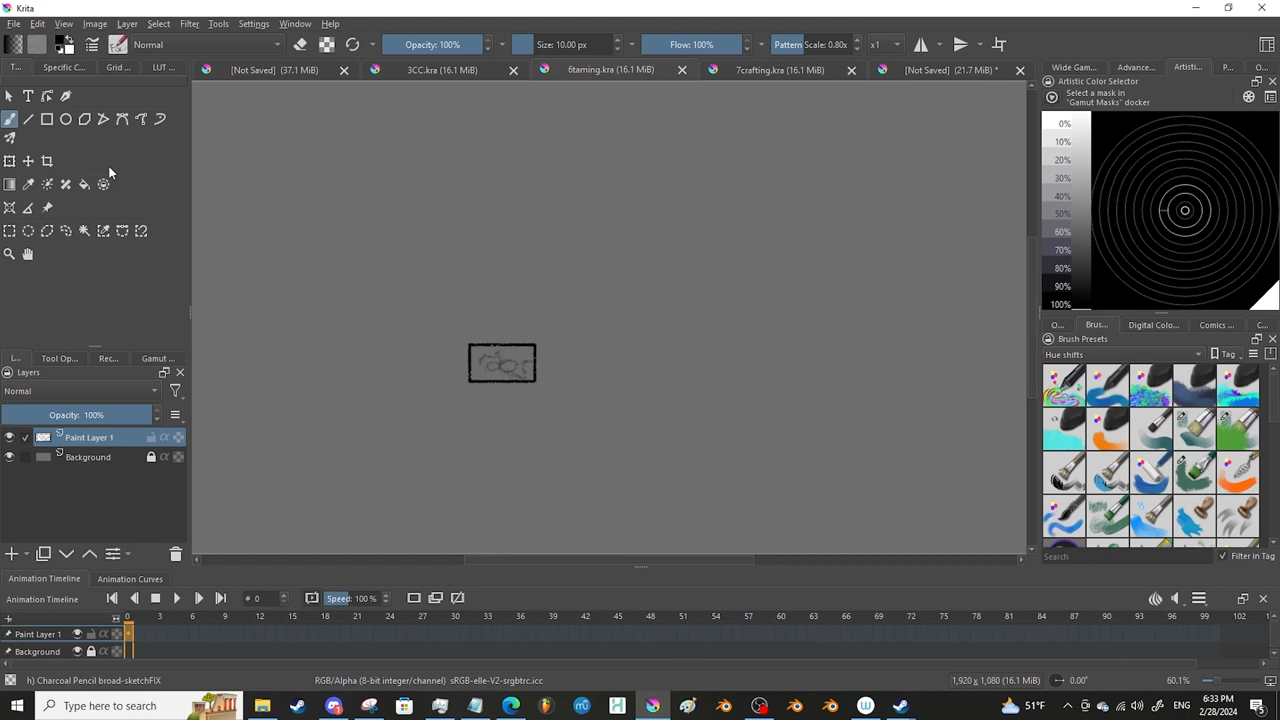 Krita
File Edit View Image Layer Select Filter Tools Settings Window Help
Normal Opacity: 100% Size: 10.00 px Flow: 100% Pattern Scale: 0.80x x1
T... Specific C... Grid ... LUT ... [Not Saved] (37.1 MiB) 3CC.kra (16.1 MiB) 6taming.kra (16.1 MiB) 7crafting.kra (16.1 MiB) [Not Saved] (21.7 MiB) * Wide Gam... Advance... Artisti... P... O...
Artistic Color Selector
Select a mask in
"Gamut Masks" docker
0%
10%
20%
30%
40%
50%
60%
70%
80%
90%
100%
O... Brus... Digital Colo... Comics ... C...
Brush Presets
Hue shifts Tag
Search Filter in Tag
L... Tool Op... Rec... Gamut ...
Layers
Normal
Opacity: 100%
Paint Layer 1
Background
Animation Timeline Animation Curves
Animation Timeline # 0 Speed: 100 %
0 3 6 9 12 15 18 21 24 27 30 33 36 39 42 45 48 51 54 57 60 63 66 69 72 75 78 81 84 87 90 93 96 99 102
Paint Layer 1
Background
h) Charcoal Pencil broad-sketchFIX RGB/Alpha (8-bit integer/channel) sRGB-elle-V2-srgbtrc.icc 1,920 x 1,080 (16.1 MiB) 0.00° 60.1%
Type here to search 51°F 6:33 PM
2/28/2024